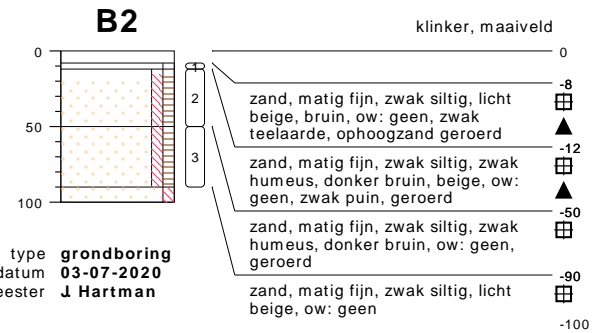 B2
klinker, maaiveld
0
0
50
100
1
2
3
-8
zand, matig fijn, zwak siltig, licht
beige, bruin, ow: geen, zwak
teelaarde, ophoogzand geroerd
-12
zand, matig fijn, zwak siltig, zwak
humeus, donker bruin, beige, ow:
geen, zwak puin, geroerd
-50
zand, matig fijn, zwak siltig, zwak
humeus, donker bruin, ow: geen,
geroerd
-90
zand, matig fijn, zwak siltig, licht
beige, ow: geen
-100
type grondboring
datum 03-07-2020
eester J. Hartman